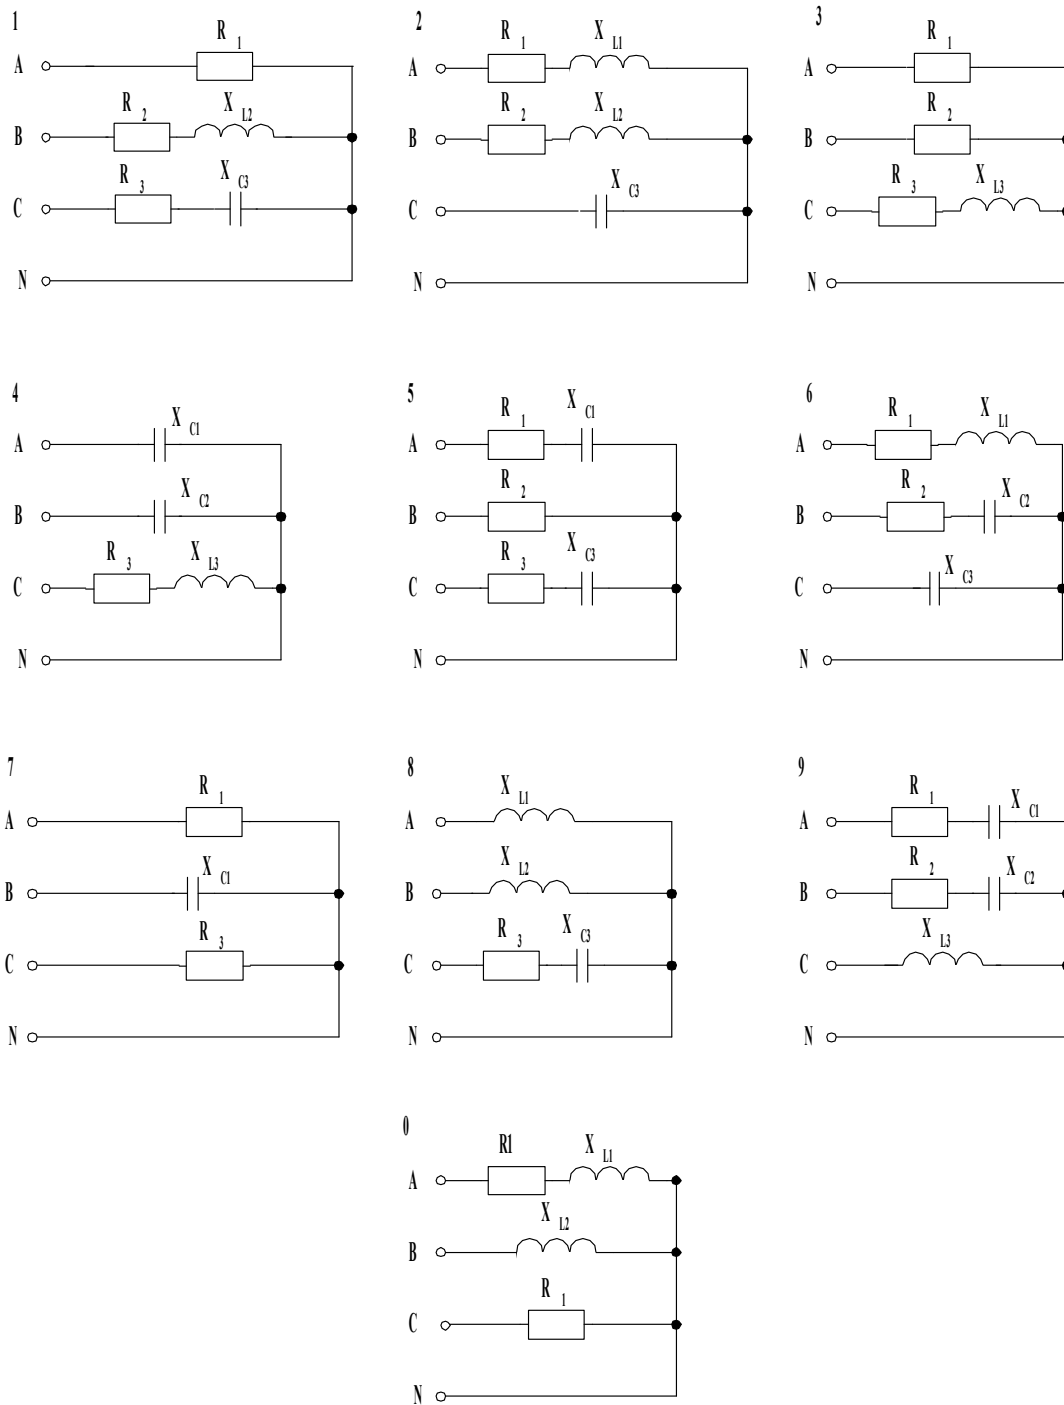 1
R 1
A
R 2 X L2
B
R 3 X C3
C
N
2
R 1 X L1
A
R 2 X L2
B
X C3
C
N
3
R 1
A
R 2
B
R 3 X L3
C
N
4
X C1
A
X C2
B
R 3 X L3
C
N
5
R 1 X C1
A
R 2
B
R 3 X C3
C
N
6
R 1 X L1
A
R 2 X C2
B
X C3
C
N
7
R 1
A
X C1
B
R 3
C
N
8
X L1
A
X L2
B
R 3 X C3
C
N
9
R 1 X C1
A
R 2 X C2
B
X L3
C
N
0
R1 X L1
A
X L2
B
R 1
C
N